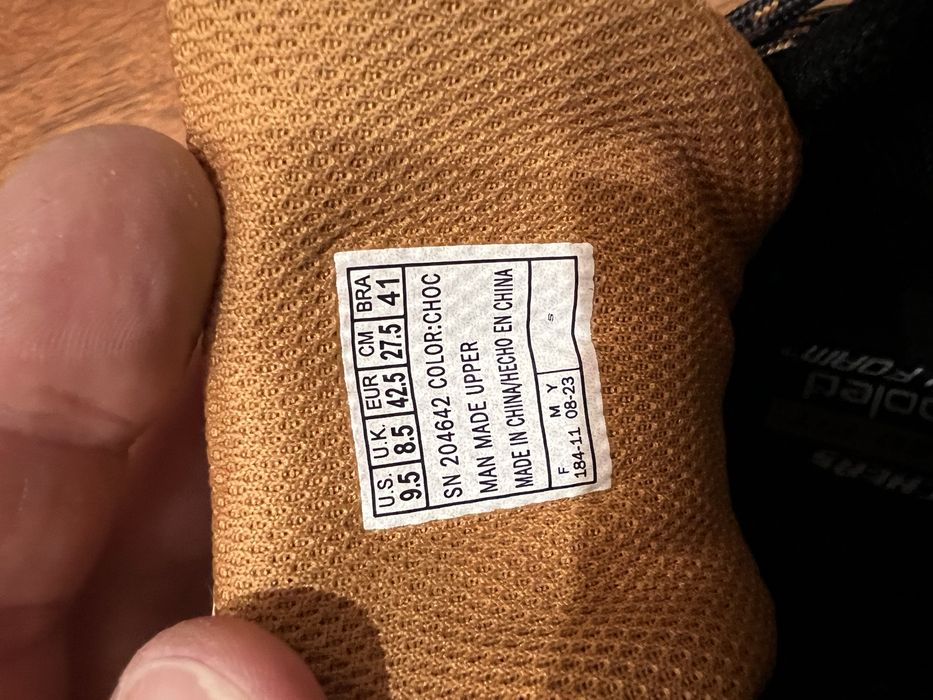 U.S. U.K. EUR CM BRA
9.5 8.5 42.5 27.5 41
SN 204642 COLOR:CHOC
MAN MADE UPPER
MADE IN CHINA/HECHO EN CHINA
F M Y
184-11 08-23
s